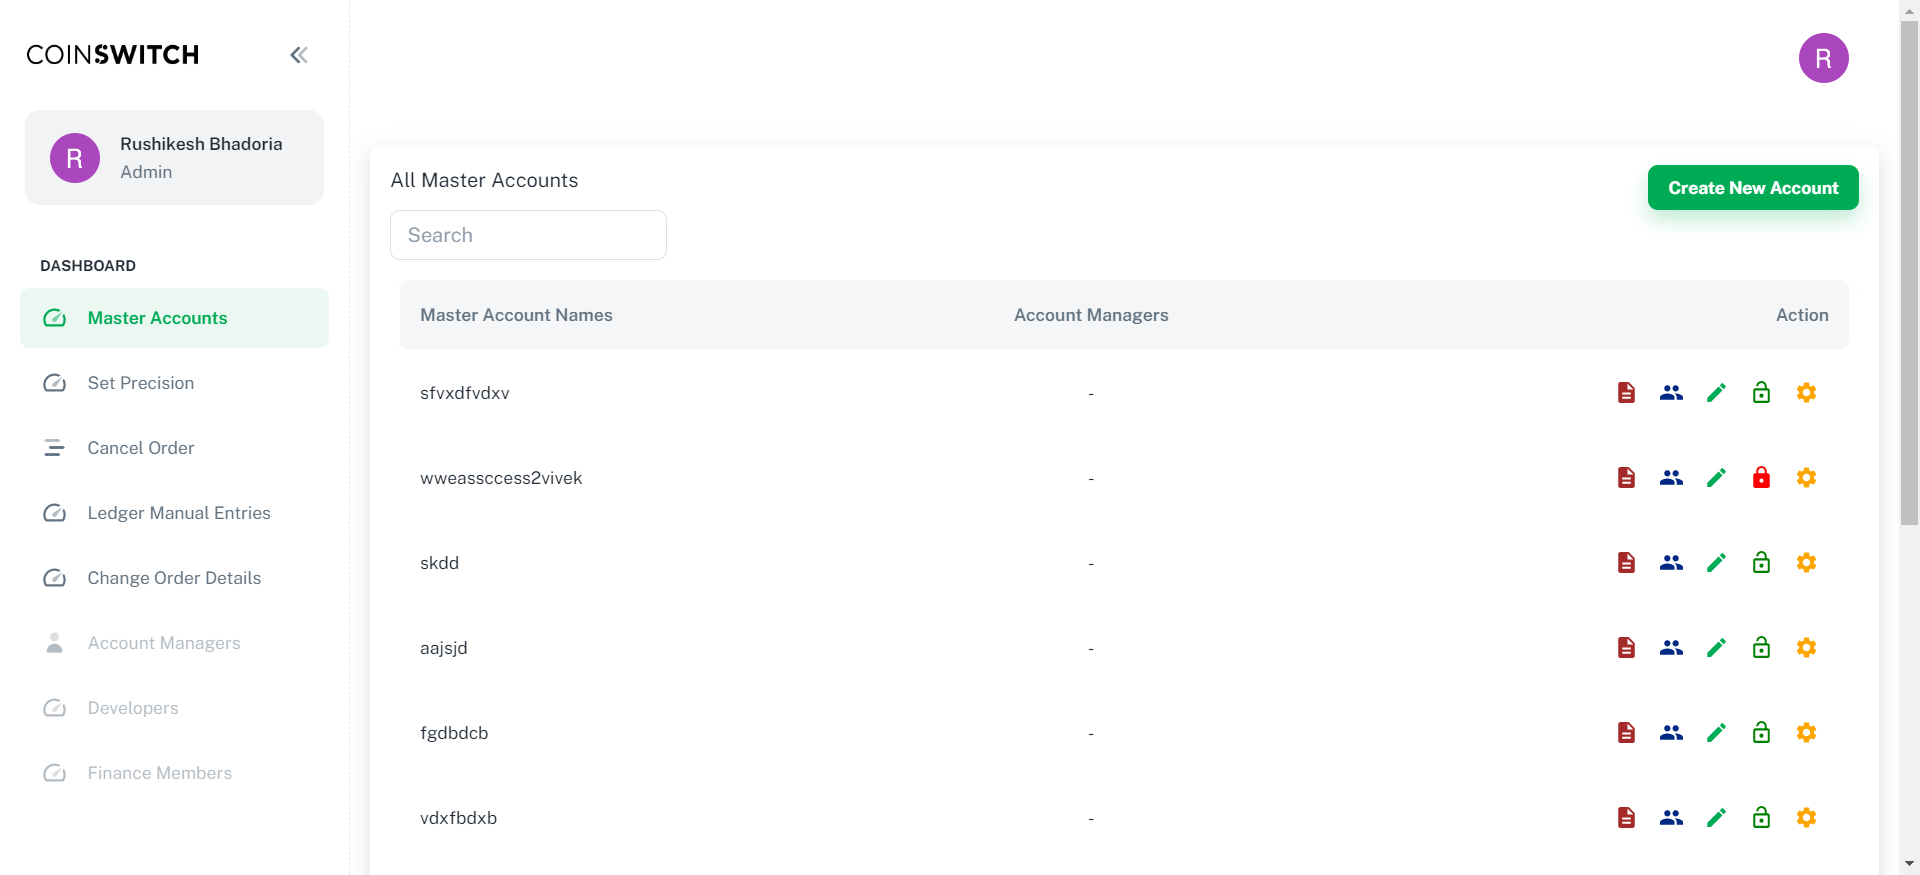 COINSWITCH
R
R
Rushikesh Bhadoria
Admin
DASHBOARD
Master Accounts
Set Precision
Cancel Order
Ledger Manual Entries
Change Order Details
Account Managers
Developers
Finance Members
All Master Accounts
Create New Account
Search
Master Account Names Account Managers Action
sfvxdfvdxv -
wweassccess2vivek -
skdd -
aajsjd -
fgdbdcb -
vdxfbdxb -